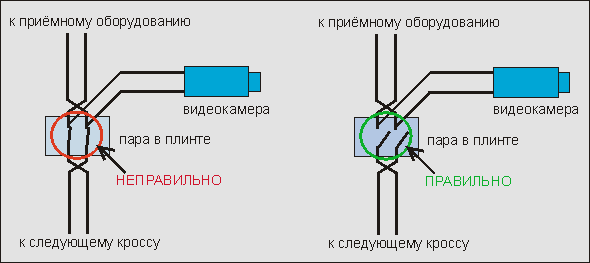 к приёмному оборудованию
видеокамера
пара в плинте
НЕПРАВИЛЬНО
к следующему кроссу
к приёмному оборудованию
видеокамера
пара в плинте
ПРАВИЛЬНО
к следующему кроссу